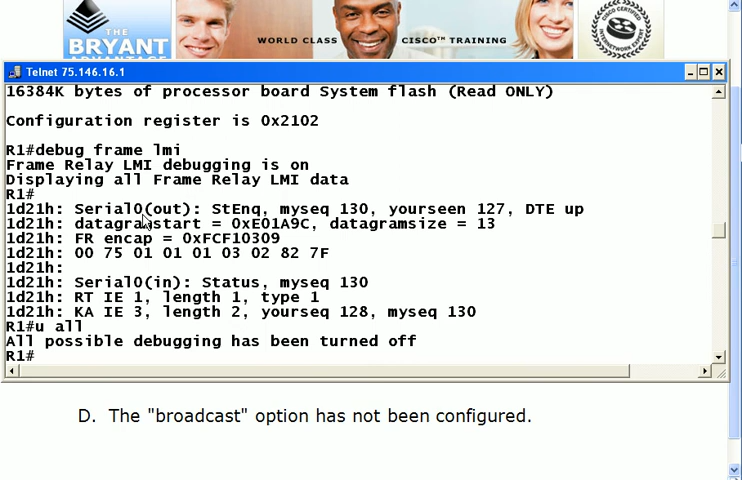 THE
BRYANT
ADVANTAGE
WORLD CLASS CISCO™ TRAINING
CISCO CERTIFIED
INTERNETWORK EXPERT
Telnet 75.146.16.1
16384K bytes of processor board System flash (Read ONLY)
Configuration register is 0x2102
R1#debug frame lmi
Frame Relay LMI debugging is on
Displaying all Frame Relay LMI data
R1#
1d21h: Serial0(out): StEnq, myseq 130, yourseen 127, DTE up
1d21h: datagramstart = 0xE01A9C, datagramsize = 13
1d21h: FR encap = 0xFCF10309
1d21h: 00 75 01 01 01 03 02 82 7F
1d21h:
1d21h: Serial0(in): Status, myseq 130
1d21h: RT IE 1, length 1, type 1
1d21h: KA IE 3, length 2, yourseq 128, myseq 130
R1#u all
All possible debugging has been turned off
R1#
D. The "broadcast" option has not been configured.